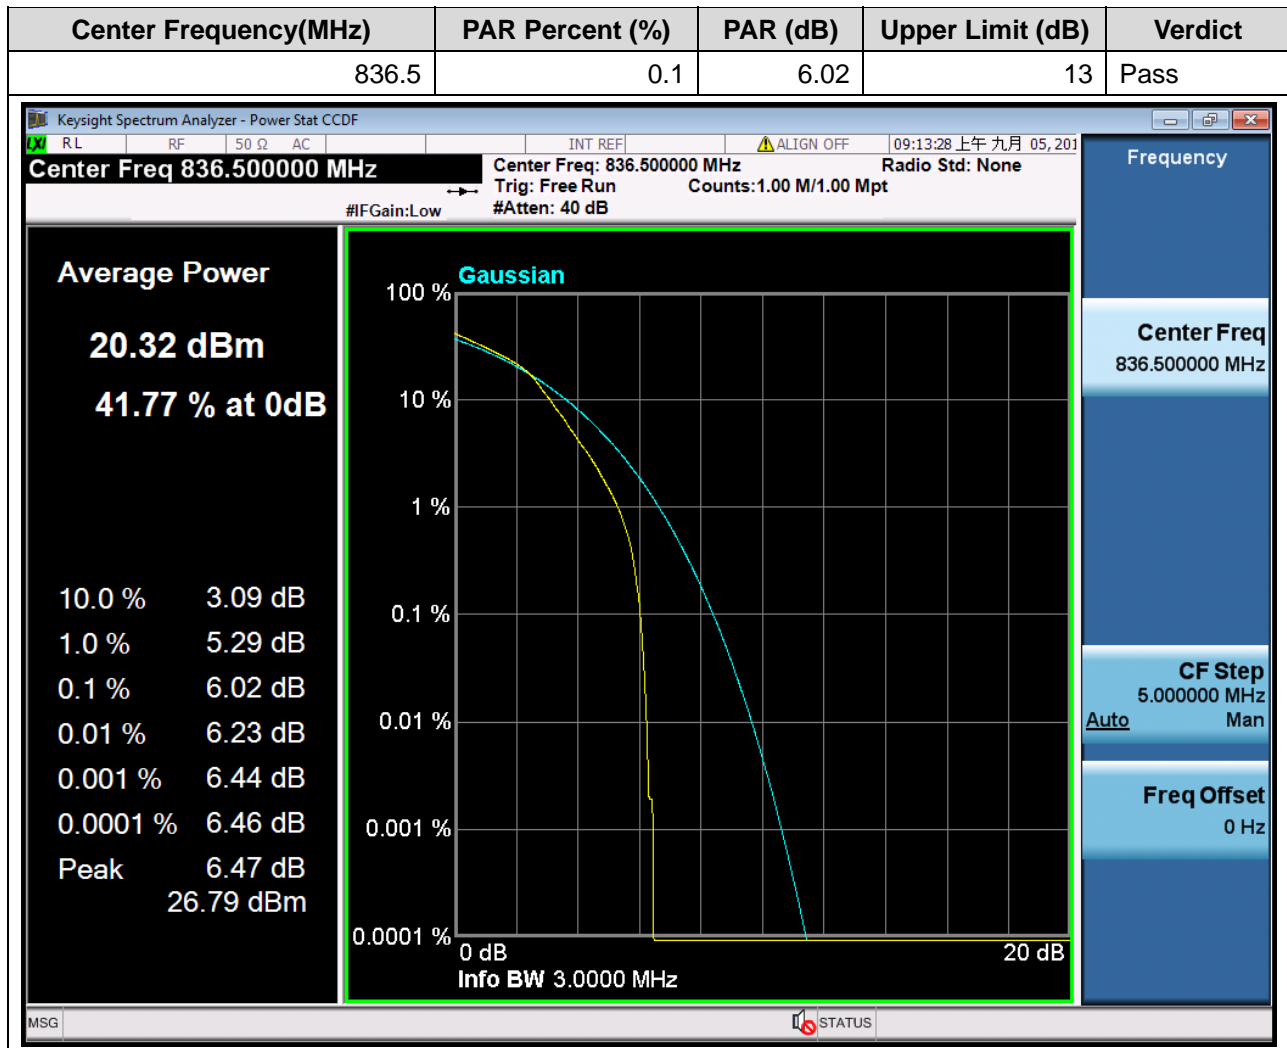 Center Frequency(MHz) PAR Percent (%) PAR (dB) Upper Limit (dB) Verdict
836.5 0.1 6.02 13 Pass
Keysight Spectrum Analyzer - Power Stat CCDF
LXI RL RF 50 Ω AC INT REF ALIGN OFF 09:13:28 上午 九月 05, 201
Center Freq 836.500000 MHz
Center Freq: 836.500000 MHz Radio Std: None
Trig: Free Run Counts:1.00 M/1.00 Mpt
#IFGain:Low #Atten: 40 dB
Frequency
Average Power
20.32 dBm
41.77 % at 0dB
10.0 % 3.09 dB
1.0 % 5.29 dB
0.1 % 6.02 dB
0.01 % 6.23 dB
0.001 % 6.44 dB
0.0001 % 6.46 dB
Peak 6.47 dB
26.79 dBm
Gaussian
100 %
10 %
1 %
0.1 %
0.01 %
0.001 %
0.0001 %
0 dB 20 dB
Info BW 3.0000 MHz
Center Freq
836.500000 MHz
CF Step
5.000000 MHz
Auto Man
Freq Offset
0 Hz
MSG STATUS